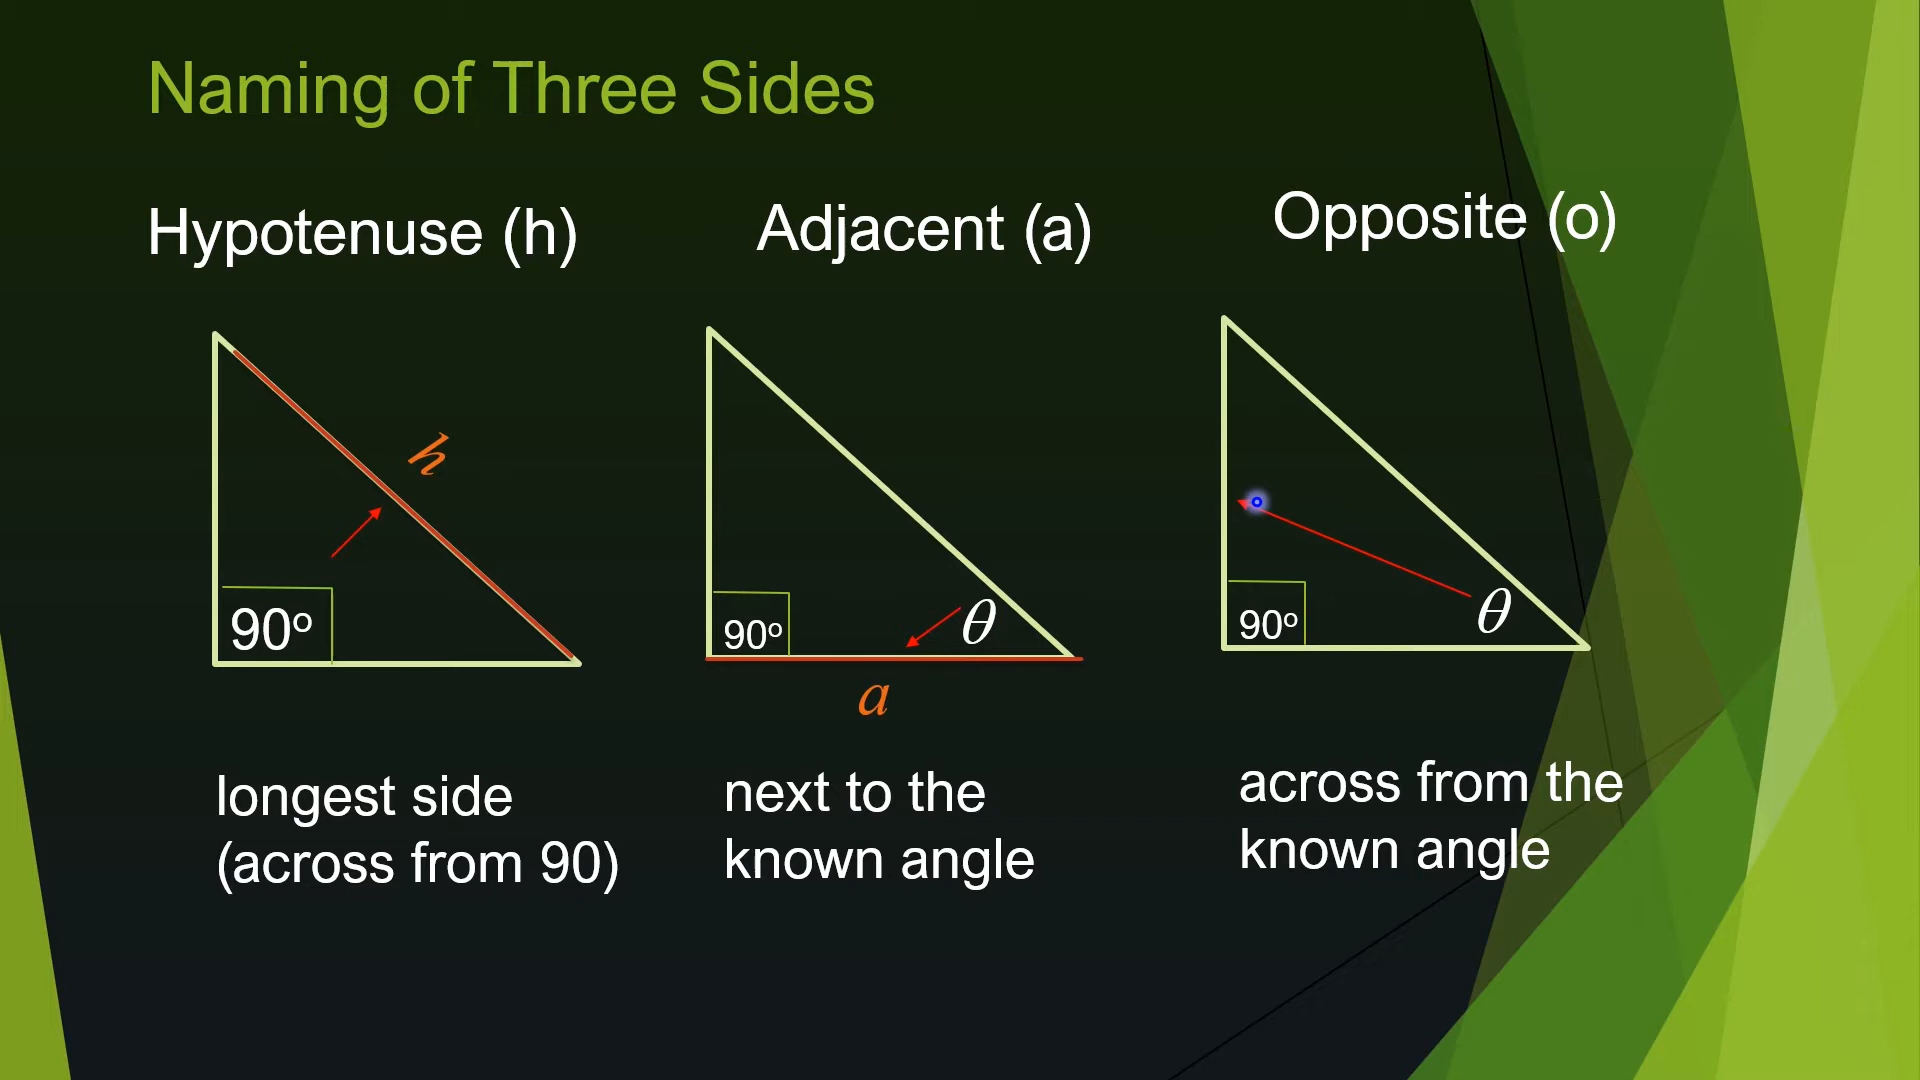 Naming of Three Sides
Hypotenuse (h)
Adjacent (a)
Opposite (o)
h
90o
90o
θ
a
90o
θ
longest side
(across from 90)
next to the
known angle
across from the
known angle